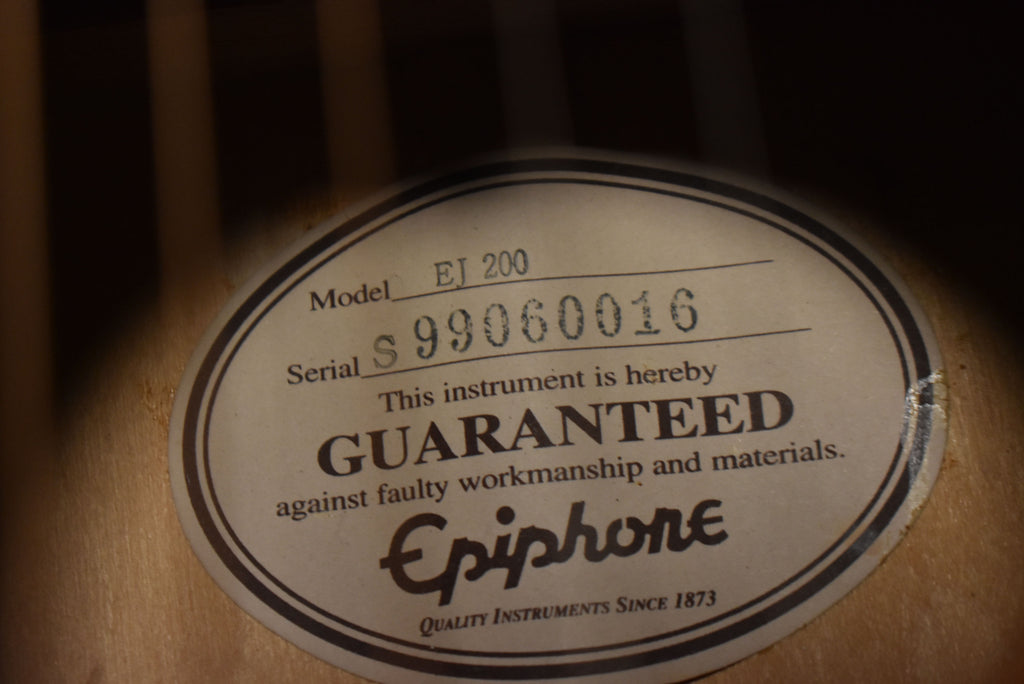 Model EJ 200
Serial S99060016
This instrument is hereby
GUARANTEED
against faulty workmanship and materials.
Epiphone
QUALITY INSTRUMENTS SINCE 1873